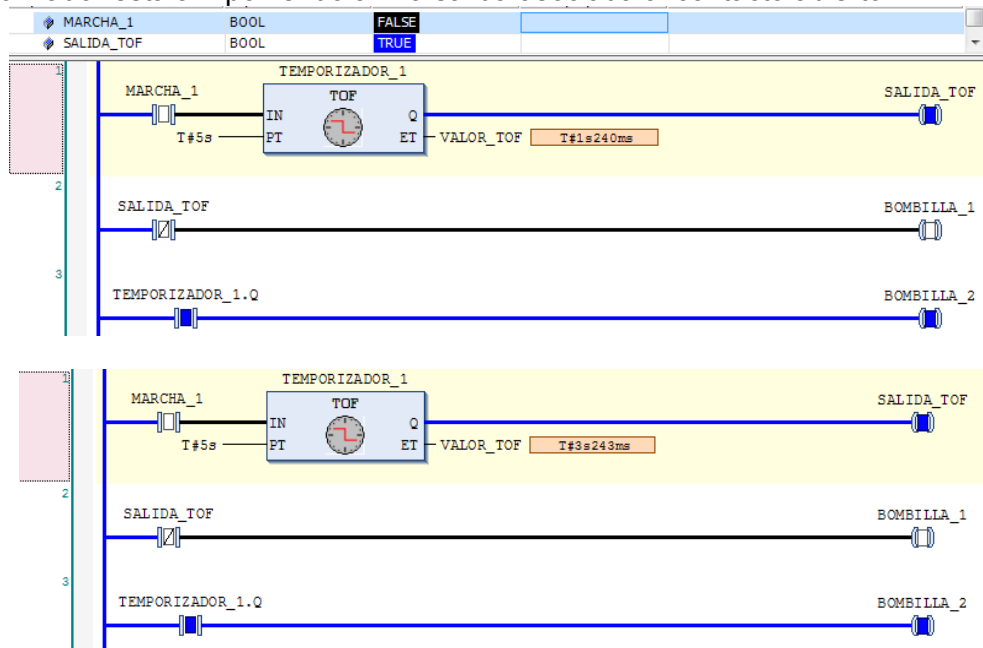 MARCHA_1 BOOL FALSE
SALIDA_TOF BOOL TRUE
1
TEMPORIZADOR_1
MARCHA_1 TOF SALIDA_TOF
IN Q
T#5s PT ET VALOR_TOF T#1s240ms
2
SALIDA_TOF BOMBILLA_1
3
TEMPORIZADOR_1.Q BOMBILLA_2
1
TEMPORIZADOR_1
MARCHA_1 TOF SALIDA_TOF
IN Q
T#5s PT ET VALOR_TOF T#3s243ms
2
SALIDA_TOF BOMBILLA_1
3
TEMPORIZADOR_1.Q BOMBILLA_2